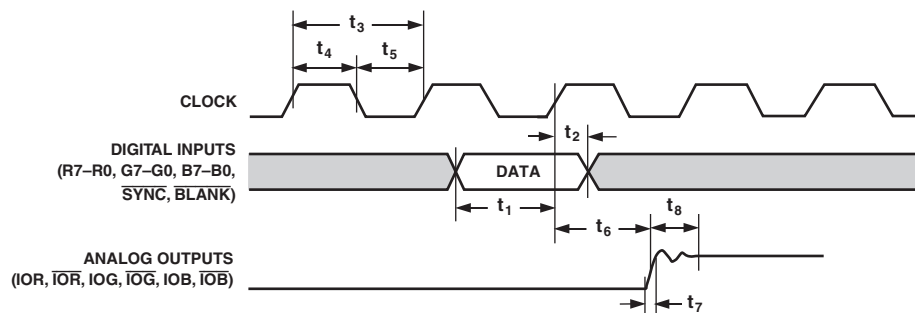 t3
t4
t5
CLOCK
t2
DIGITAL INPUTS
(R7–R0, G7–G0, B7–B0,
SYNC, BLANK)
DATA
t1
t6
t8
ANALOG OUTPUTS
(IOR, IOR, IOG, IOG, IOB, IOB)
t7